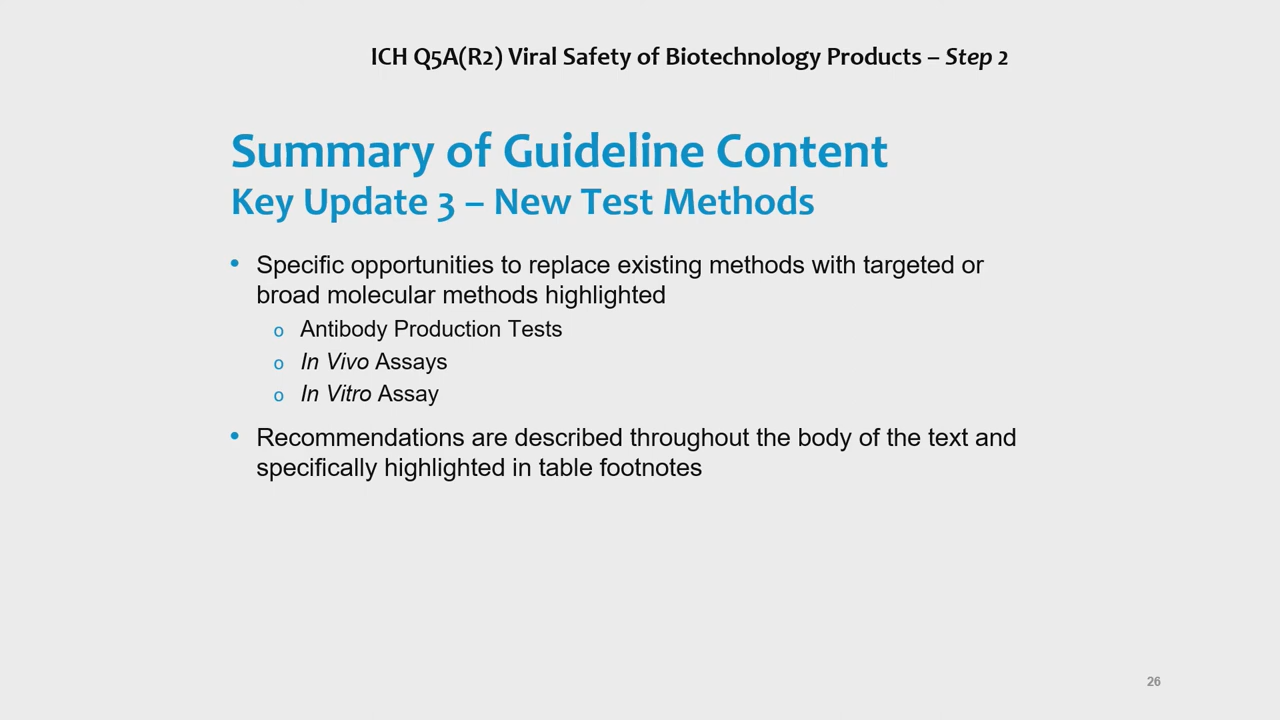 ICH Q5A(R2) Viral Safety of Biotechnology Products – Step 2
Summary of Guideline Content
Key Update 3 – New Test Methods
• Specific opportunities to replace existing methods with targeted or
broad molecular methods highlighted
o Antibody Production Tests
o In Vivo Assays
o In Vitro Assay
• Recommendations are described throughout the body of the text and
specifically highlighted in table footnotes
26